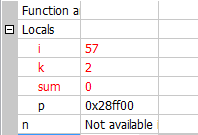 Function a
Locals
i 57
k 2
sum 0
p 0x28ff00
n Not available i